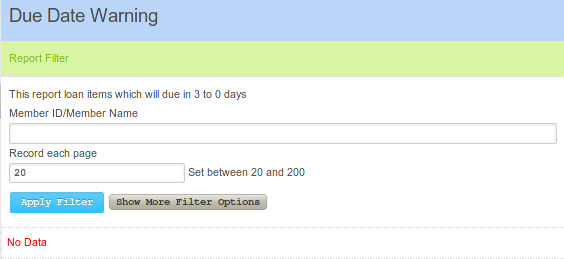 Due Date Warning
Report Filter
This report loan items which will due in 3 to 0 days
Member ID/Member Name
Record each page
20 Set between 20 and 200
Apply Filter Show More Filter Options
No Data